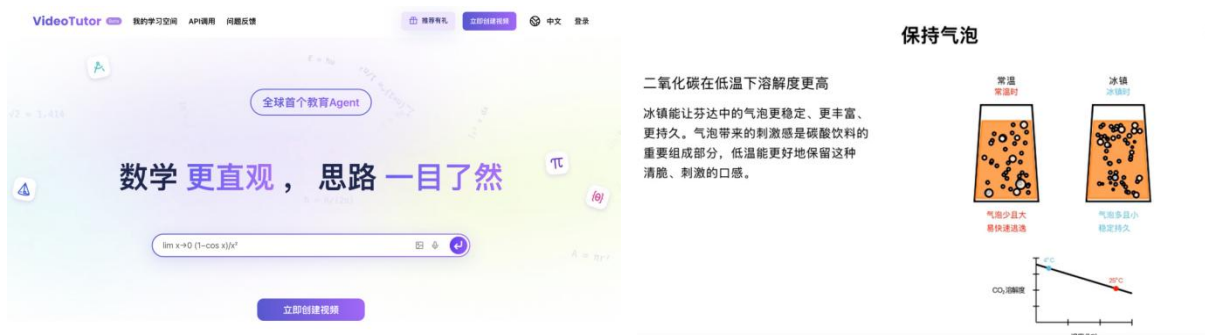 VideoTutor Beta 我的学习空间 API调用 问题反馈 推荐有礼 立即创建视频 中文 登录
全球首个教育Agent
数学 更直观 ， 思路 一目了然
lim x→0 (1−cos x)/x²
立即创建视频
保持气泡
二氧化碳在低温下溶解度更高
冰镇能让芬达中的气泡更稳定、更丰富、
更持久。气泡带来的刺激感是碳酸饮料的
重要组成部分，低温能更好地保留这种
清脆、刺激的口感。
常温 冰镇
常温时 冰镇时
气泡少且大 气泡多且小
易快速逃逸 稳定持久
4°C
25°C
CO₂溶解度